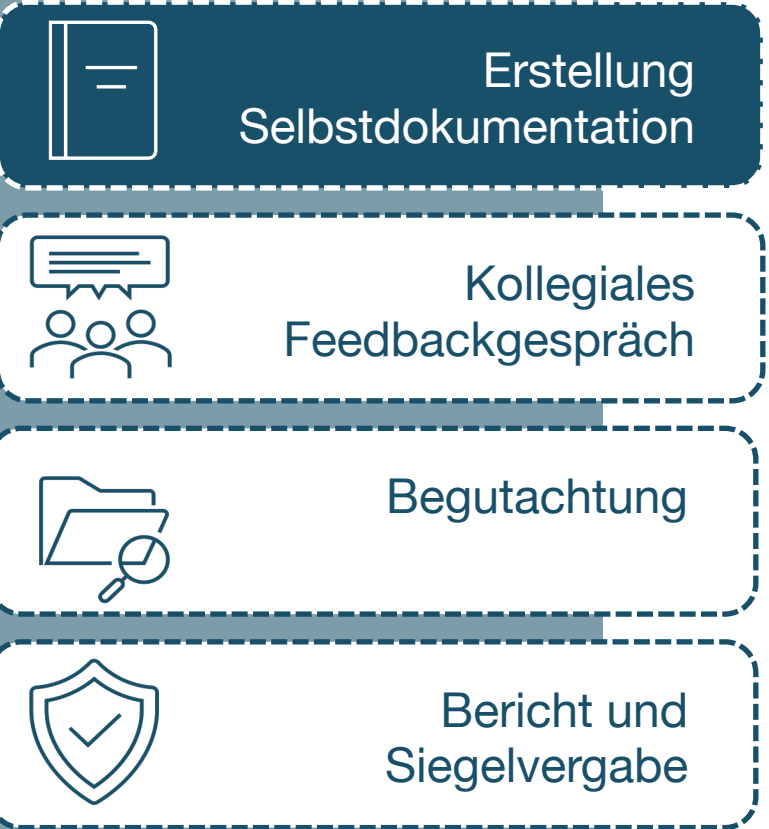 Erstellung
Selbstdokumentation
Kollegiales
Feedbackgespräch
Begutachtung
Bericht und
Siegelvergabe